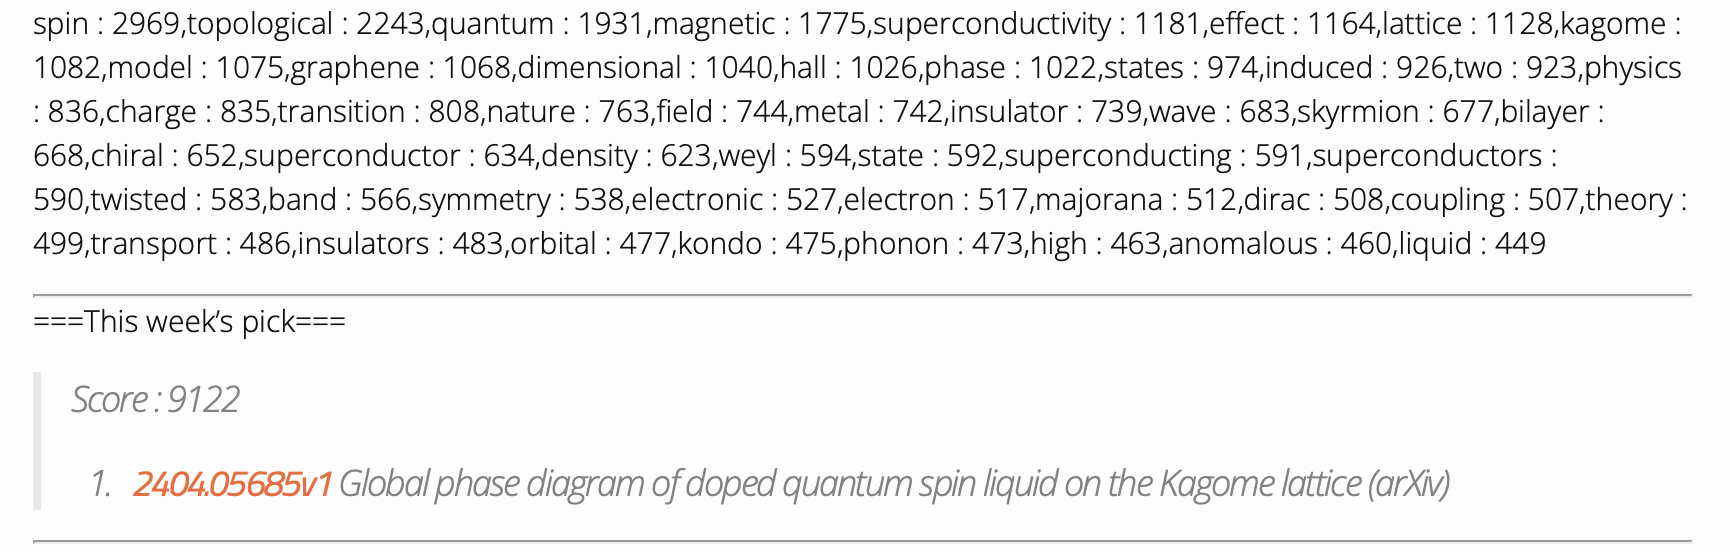 spin : 2969,topological : 2243,quantum : 1931,magnetic : 1775,superconductivity : 1181,effect : 1164,lattice : 1128,kagome :
1082,model : 1075,graphene : 1068,dimensional : 1040,hall : 1026,phase : 1022,states : 974,induced : 926,two : 923,physics
: 836,charge : 835,transition : 808,nature : 763,field : 744,metal : 742,insulator : 739,wave : 683,skyrmion : 677,bilayer :
668,chiral : 652,superconductor : 634,density : 623,weyl : 594,state : 592,superconducting : 591,superconductors :
590,twisted : 583,band : 566,symmetry : 538,electronic : 527,electron : 517,majorana : 512,dirac : 508,coupling : 507,theory :
499,transport : 486,insulators : 483,orbital : 477,kondo : 475,phonon : 473,high : 463,anomalous : 460,liquid : 449
===This week’s pick===
Score : 9122
1. 2404.05685v1 Global phase diagram of doped quantum spin liquid on the Kagome lattice (arXiv)